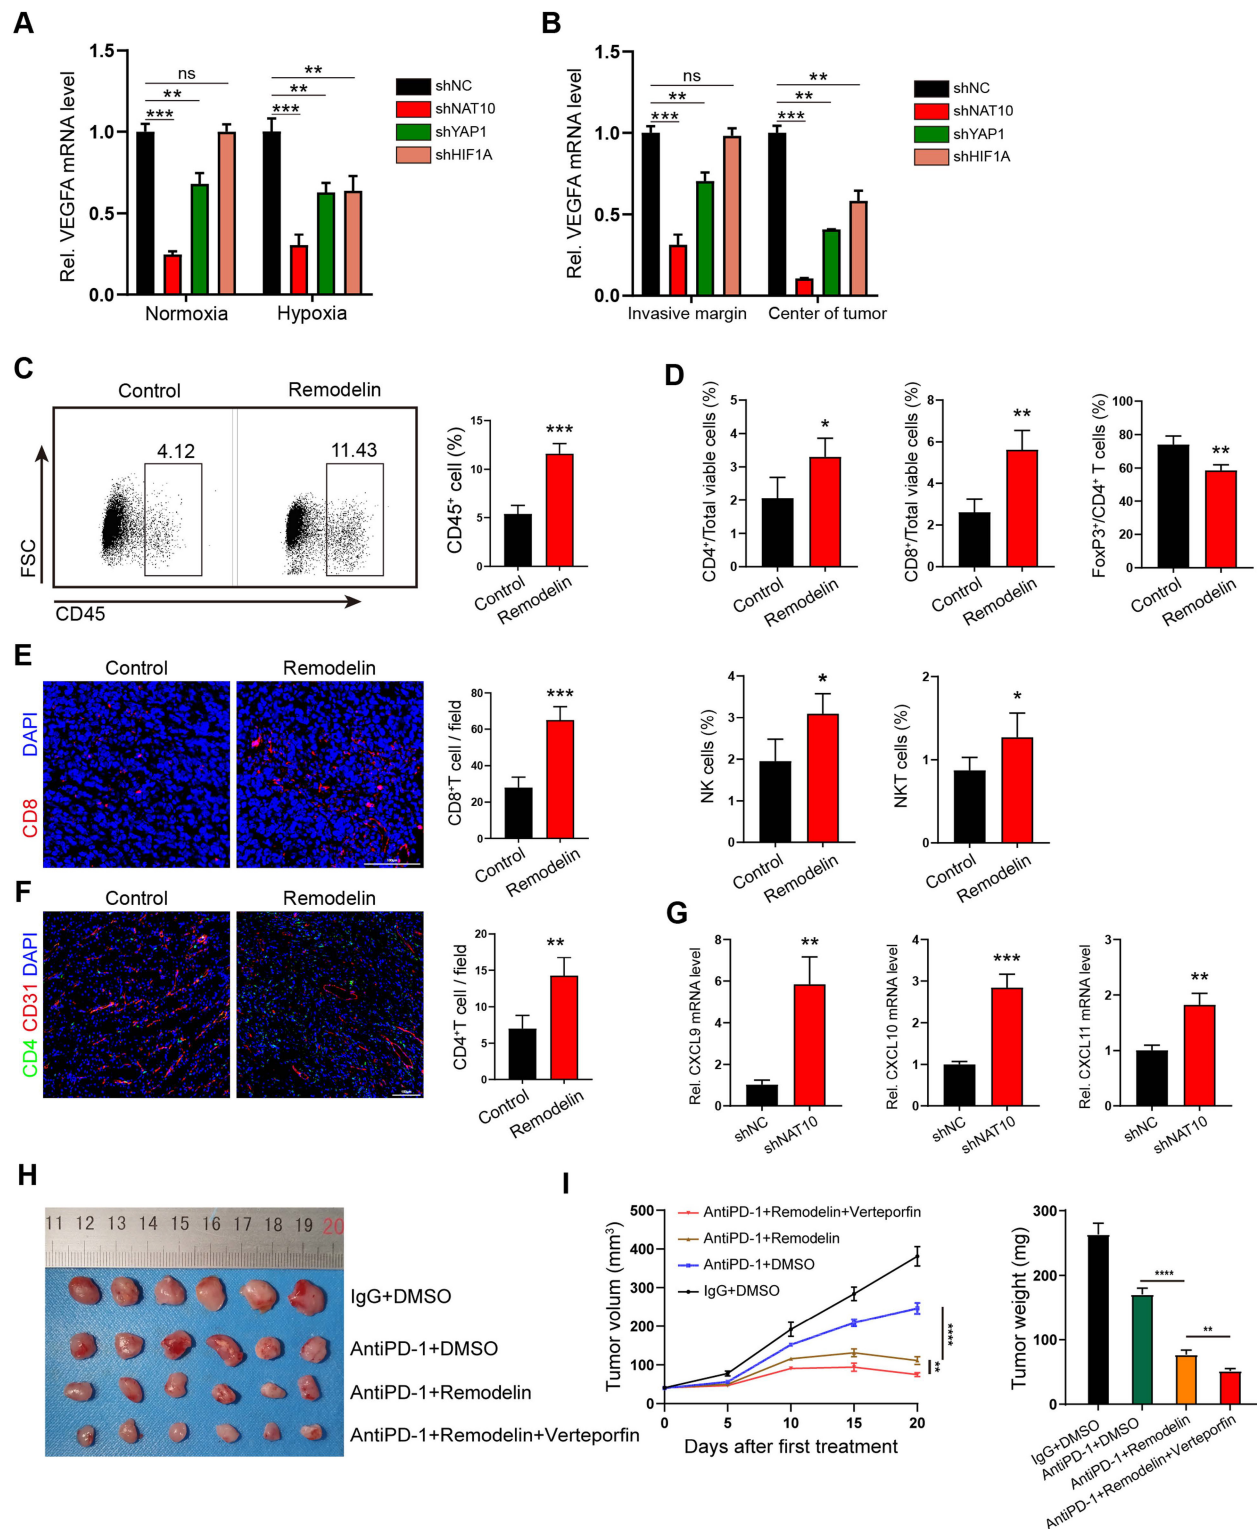 A
Rel. VEGFA mRNA level
1.5
1.0
0.5
0.0
ns
**
***
**
**
***
Normoxia
Hypoxia
shNC
shNAT10
shYAP1
shHIF1A
B
Rel. VEGFA mRNA level
1.5
1.0
0.5
0.0
ns
**
***
**
**
***
Invasive margin
Center of tumor
shNC
shNAT10
shYAP1
shHIF1A
C
Control
Remodelin
4.12
11.43
FSC
CD45
CD45⁺ cell (%)
15
10
5
0
***
Control
Remodelin
D
CD4⁺/Total viable cells (%)
5
4
3
2
1
0
*
Control
Remodelin
CD8⁺/Total viable cells (%)
8
6
4
2
0
**
Control
Remodelin
FoxP3⁺/CD4⁺ T cells (%)
100
80
60
40
20
0
**
Control
Remodelin
NK cells (%)
4
3
2
1
0
*
Control
Remodelin
NKT cells (%)
2
1
0
*
Control
Remodelin
E
Control
Remodelin
CD8 DAPI
CD8⁺T cell / field
80
60
40
20
0
***
Control
Remodelin
F
Control
Remodelin
CD4 CD31 DAPI
CD4⁺T cell / field
20
15
10
5
0
**
Control
Remodelin
G
Rel. CXCL9 mRNA level
8
6
4
2
0
**
shNC
shNAT10
Rel. CXCL10 mRNA level
4
3
2
1
0
***
shNC
shNAT10
Rel. CXCL11 mRNA level
3
2
1
0
**
shNC
shNAT10
H
11 12 13 14 15 16 17 18 19 20
IgG+DMSO
AntiPD-1+DMSO
AntiPD-1+Remodelin
AntiPD-1+Remodelin+Verteporfin
I
Tumor volum (mm³)
500
400
300
200
100
0
AntiPD-1+Remodelin+Verteporfin
AntiPD-1+Remodelin
AntiPD-1+DMSO
IgG+DMSO
****
**
0 5 10 15 20
Days after first treatment
Tumor weight (mg)
300
200
100
0
****
**
IgG+DMSO
AntiPD-1+DMSO
AntiPD-1+Remodelin
AntiPD-1+Remodelin+Verteporfin